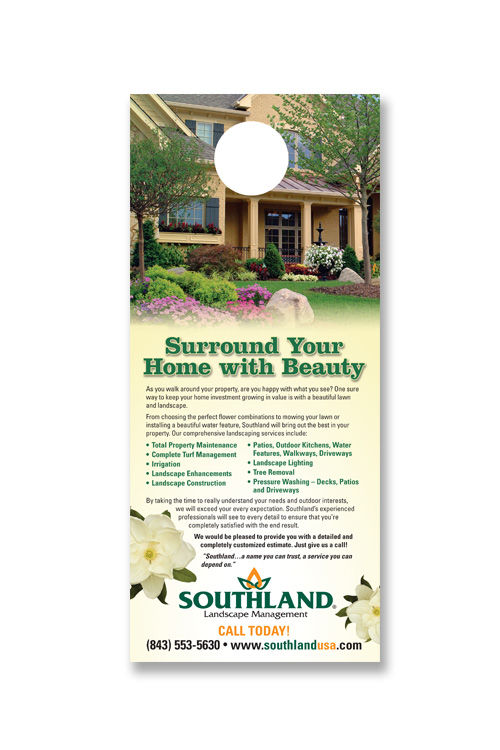 Surround Your
Home with Beauty
As you walk around your property, are you happy with what you see? One sure
way to keep your home investment growing in value is with a beautiful lawn
and landscape.
From choosing the perfect flower combinations to mowing your lawn or
installing a beautiful water feature, Southland will bring out the best in your
property. Our comprehensive landscaping services include:
• Total Property Maintenance
• Complete Turf Management
• Irrigation
• Landscape Enhancements
• Landscape Construction
• Patios, Outdoor Kitchens, Water
Features, Walkways, Driveways
• Landscape Lighting
• Tree Removal
• Pressure Washing – Decks, Patios
and Driveways
By taking the time to really understand your needs and outdoor interests,
we will exceed your every expectation. Southland's experienced
professionals will see to every detail to ensure that you're
completely satisfied with the end result.
We would be pleased to provide you with a detailed and
completely customized estimate. Just give us a call!
"Southland…a name you can trust, a service you can
depend on."
SOUTHLAND®
Landscape Management
CALL TODAY!
(843) 553-5630 • www.southlandusa.com